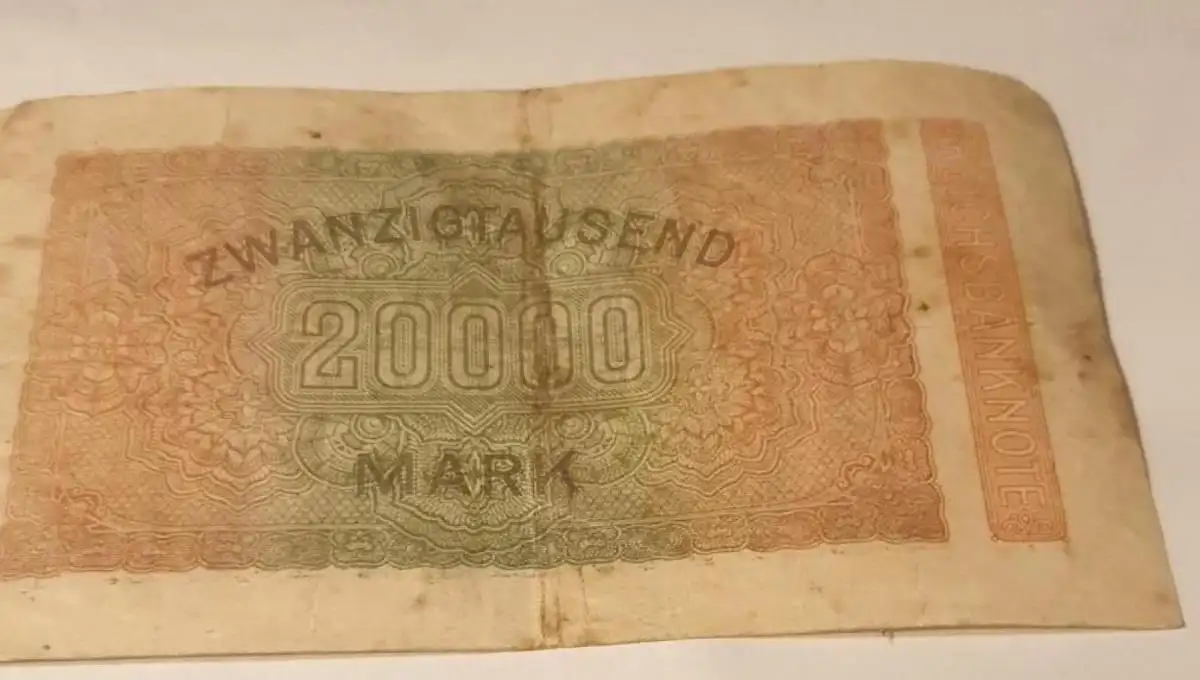 ZWANZIGTAUSEND
20000
MARK
REICHSBANKNOTE